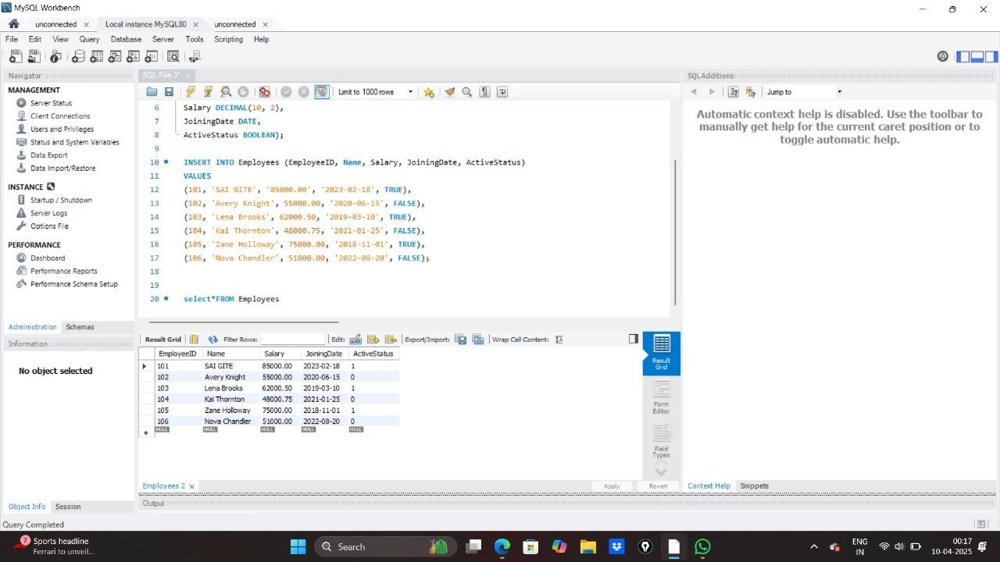 MySQL Workbench
unconnected
Local instance MySQL80
unconnected
File Edit View Query Database Server Tools Scripting Help
Navigator
MANAGEMENT
Server Status
Client Connections
Users and Privileges
Status and System Variables
Data Export
Data Import/Restore
INSTANCE
Startup / Shutdown
Server Logs
Options File
PERFORMANCE
Dashboard
Performance Reports
Performance Schema Setup
Administration Schemas
Information
No object selected
Object Info Session
Query Completed
SQL File 3*
Limit to 1000 rows
6 Salary DECIMAL(10, 2),
7 JoiningDate DATE,
8 ActiveStatus BOOLEAN);
9
10 INSERT INTO Employees (EmployeeID, Name, Salary, JoiningDate, ActiveStatus)
11 VALUES
12 (101, 'SAI GITE', '85000.00', '2023-02-18', TRUE),
13 (102, 'Avery Knight', 55000.00, '2020-06-15', FALSE),
14 (103, 'Lena Brooks', 62000.50, '2019-03-10', TRUE),
15 (104, 'Kai Thornton', 48000.75, '2021-01-25', FALSE),
16 (105, 'Zane Holloway', 75000.00, '2018-11-01', TRUE),
17 (106, 'Nova Chandler', 51000.00, '2022-08-20', FALSE);
18
19
20 select*FROM Employees
Result Grid Filter Rows: Edit: Export/Import: Wrap Cell Content:
EmployeeID Name Salary JoiningDate ActiveStatus
101 SAI GITE 85000.00 2023-02-18 1
102 Avery Knight 55000.00 2020-06-15 0
103 Lena Brooks 62000.50 2019-03-10 1
104 Kai Thornton 48000.75 2021-01-25 0
105 Zane Holloway 75000.00 2018-11-01 1
106 Nova Chandler 51000.00 2022-08-20 0
NULL NULL NULL NULL NULL
Result
Grid
Form
Editor
Field
Types
Employees 2
Apply Revert
Output
SQLAdditions
Jump to
Automatic context help is disabled. Use the toolbar to
manually get help for the current caret position or to
toggle automatic help.
Context Help Snippets
7
Sports headline
Ferrari to unveil...
Search
ENG
IN
00:17
10-04-2025